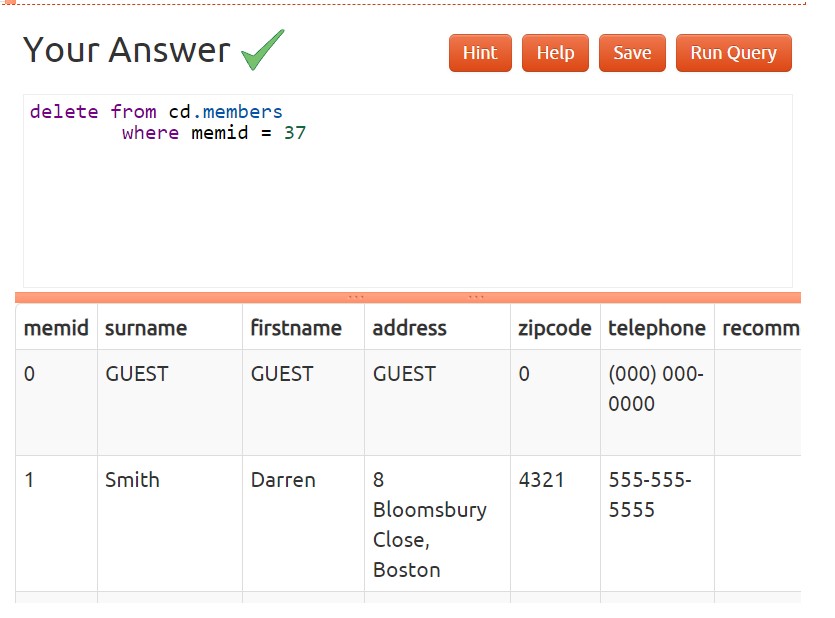 Your Answer
Hint Help Save Run Query
delete from cd.members
where memid = 37
memid surname firstname address zipcode telephone recomm
0 GUEST GUEST GUEST 0 (000) 000-
0000
1 Smith Darren 8 4321 555-555-
Bloomsbury 5555
Close,
Boston